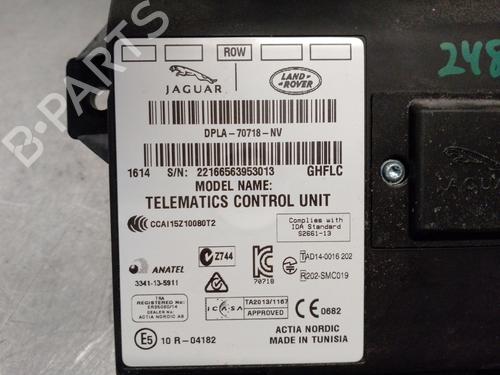 ROW
JAGUAR
LAND
ROVER
DPLA-70718-NV
1614 S/N: 22166563953013 GHFLC
MODEL NAME:
TELEMATICS CONTROL UNIT
CCAI15Z10080T2
Complies with
IDA Standard
S2661-13
ANATEL
3341-13-5911
Z744
70718
TAD14-0016 202
R202-SMC019
TRA
REGISTERED No:
ER35080/14
DEALER No:
ACTIA NORDIC AB
ICASA
TA2013/1167
APPROVED
CE 0682
E5 10 R-04182
ACTIA NORDIC
MADE IN TUNISIA
248
JAGUAR
B-PARTS